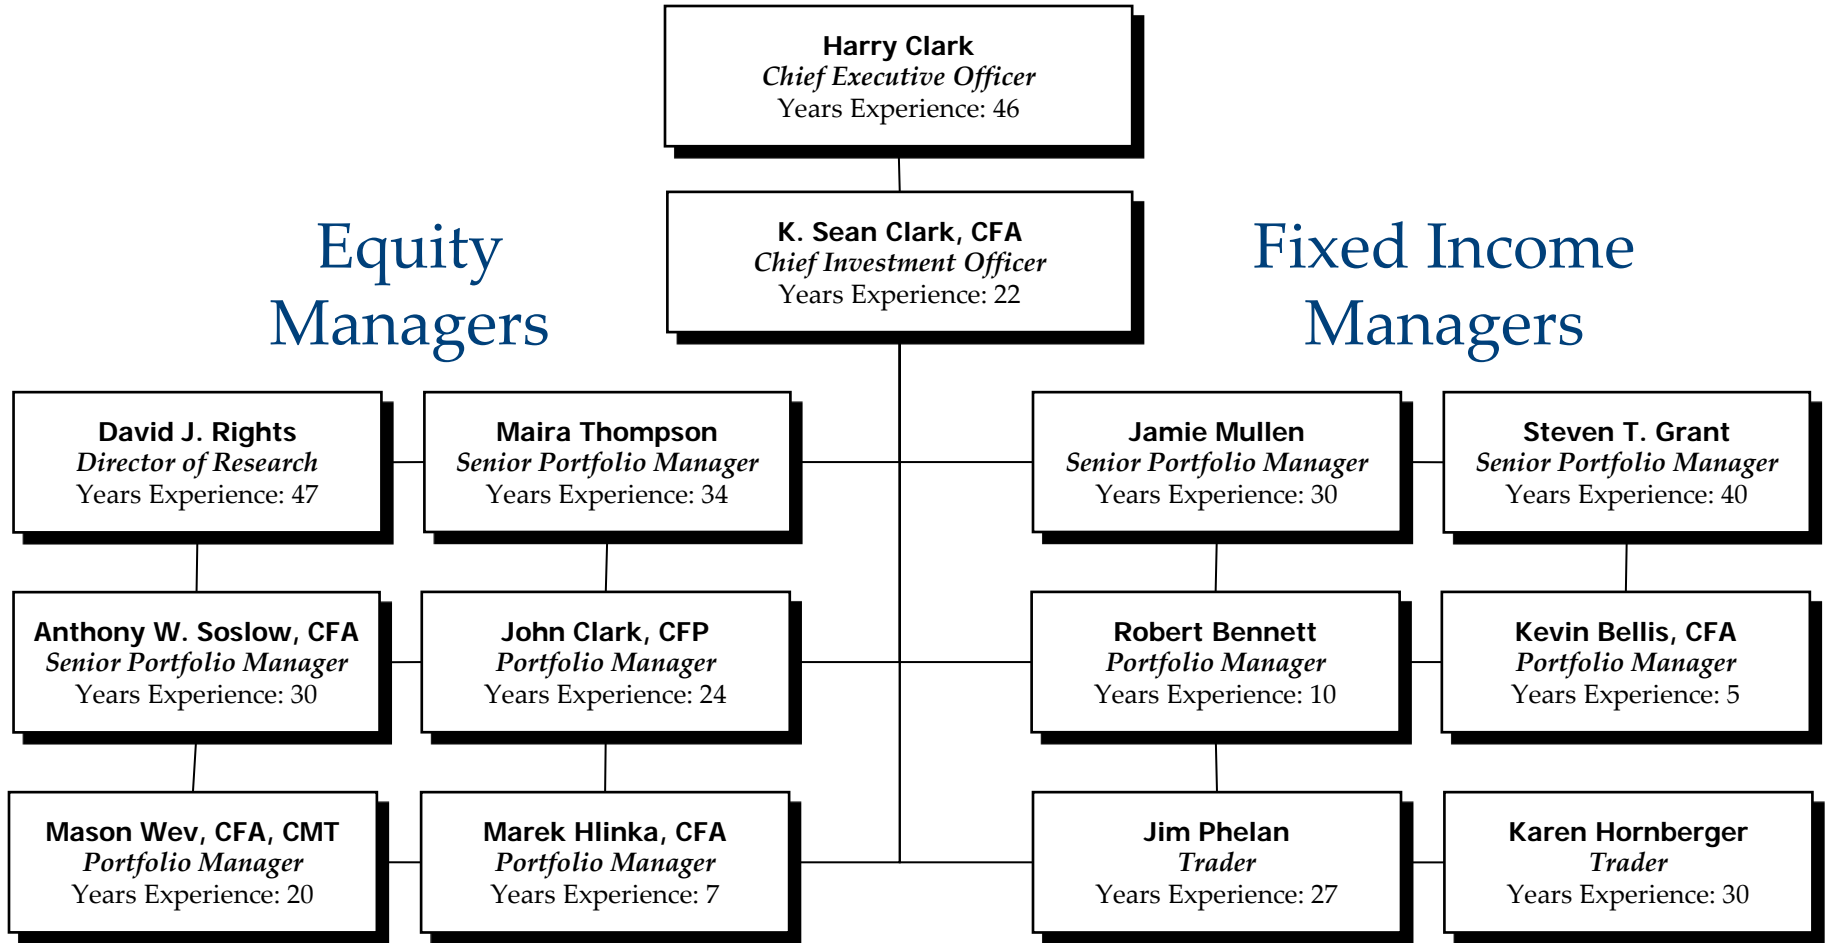 Harry Clark
Chief Executive Officer
Years Experience: 46
K. Sean Clark, CFA
Chief Investment Officer
Years Experience: 22
Equity
Managers
Fixed Income
Managers
David J. Rights
Director of Research
Years Experience: 47
Maira Thompson
Senior Portfolio Manager
Years Experience: 34
Jamie Mullen
Senior Portfolio Manager
Years Experience: 30
Steven T. Grant
Senior Portfolio Manager
Years Experience: 40
Anthony W. Soslow, CFA
Senior Portfolio Manager
Years Experience: 30
John Clark, CFP
Portfolio Manager
Years Experience: 24
Robert Bennett
Portfolio Manager
Years Experience: 10
Kevin Bellis, CFA
Portfolio Manager
Years Experience: 5
Mason Wev, CFA, CMT
Portfolio Manager
Years Experience: 20
Marek Hlinka, CFA
Portfolio Manager
Years Experience: 7
Jim Phelan
Trader
Years Experience: 27
Karen Hornberger
Trader
Years Experience: 30